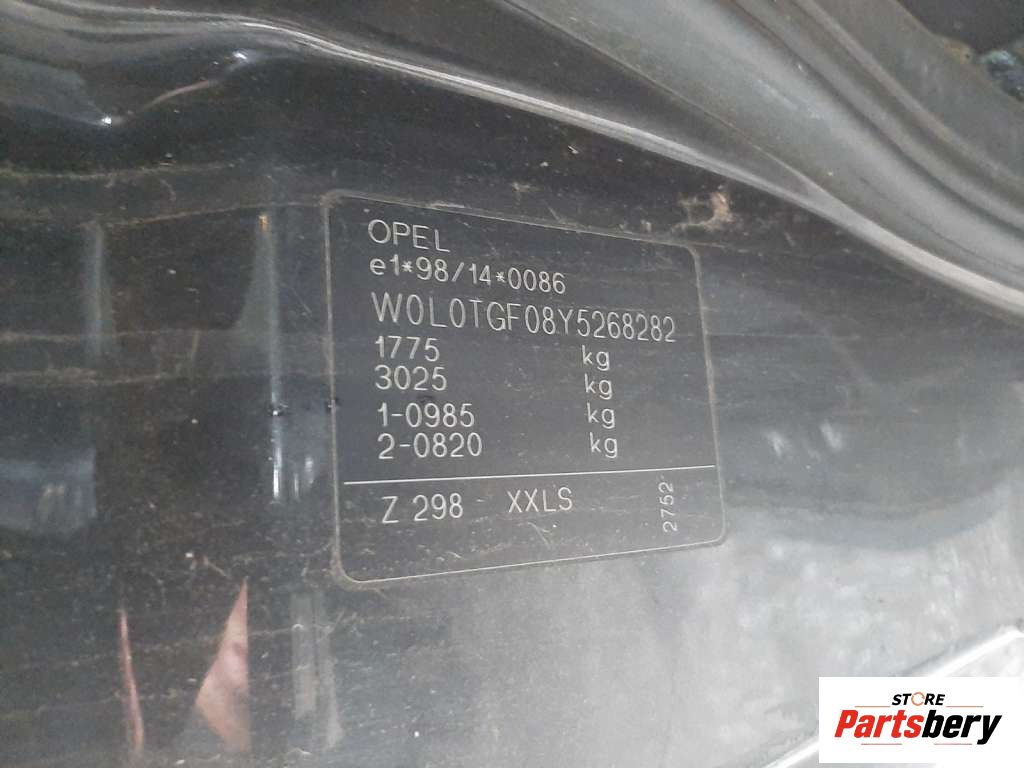 OPEL
e1*98/14*0086
W0L0TGF08Y5268282
1775 kg
3025 kg
1-0985 kg
2-0820 kg
Z 298 XXLS 2752
STORE
Partsbery